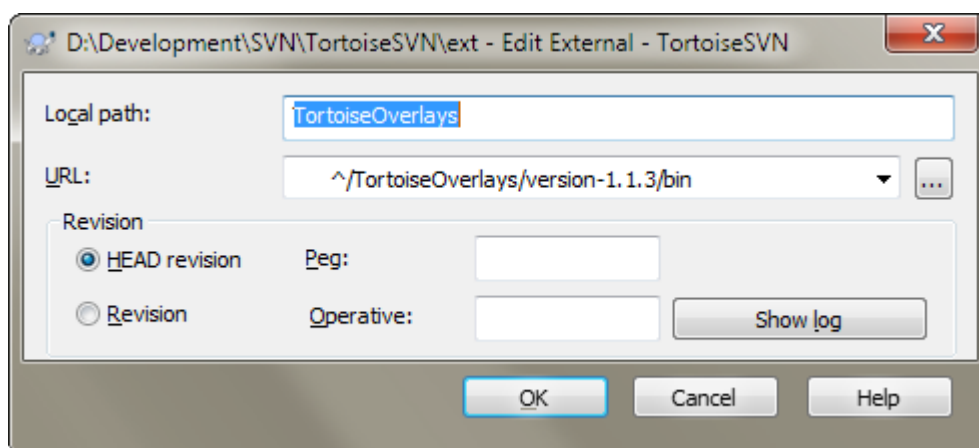 D:\Development\SVN\TortoiseSVN\ext - Edit External - TortoiseSVN
Local path: TortoiseOverlays
URL: ^/TortoiseOverlays/version-1.1.3/bin ...
Revision
HEAD revision Peg:
Revision Operative: Show log
OK Cancel Help